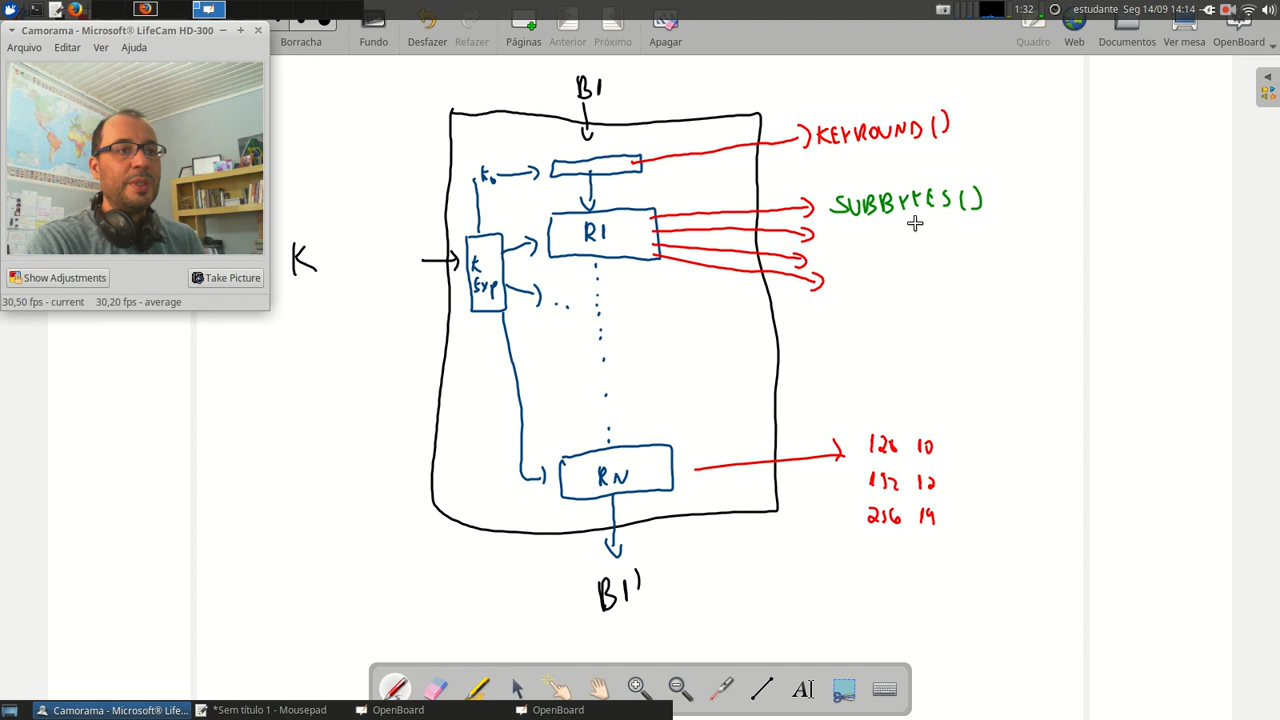 1:32 estudante Seg 14/09 14:14
Borracha Fundo Desfazer Refazer Páginas Anterior Próximo Apagar Quadro Web Documentos Ver mesa OpenBoard
Camorama - Microsoft® LifeCam HD-300
Arquivo Editar Ver Ajuda
Show Adjustments Take Picture
30,50 fps - current 30,20 fps - average
B1
KEYROUND()
K0
SUBBYTES()
R1
K
K
Exp
128 10
192 12
256 14
RN
B1'
AI
Camorama - Microsoft® Life... *Sem título 1 - Mousepad OpenBoard OpenBoard